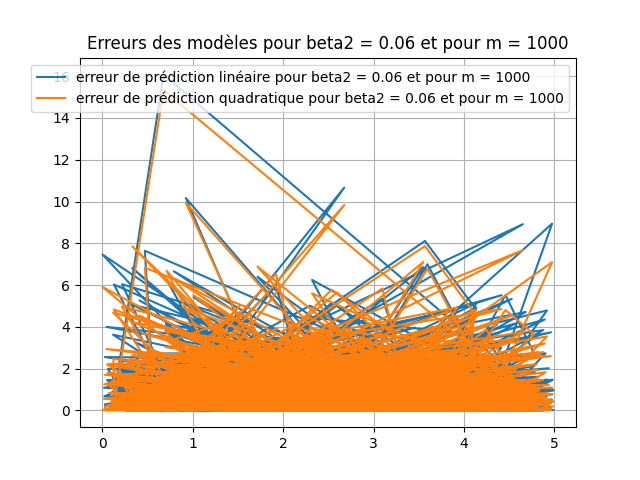 Erreurs des modèles pour beta2 = 0.06 et pour m = 1000
erreur de prédiction linéaire pour beta2 = 0.06 et pour m = 1000
erreur de prédiction quadratique pour beta2 = 0.06 et pour m = 1000
16
14
12
10
8
6
4
2
0
0 1 2 3 4 5